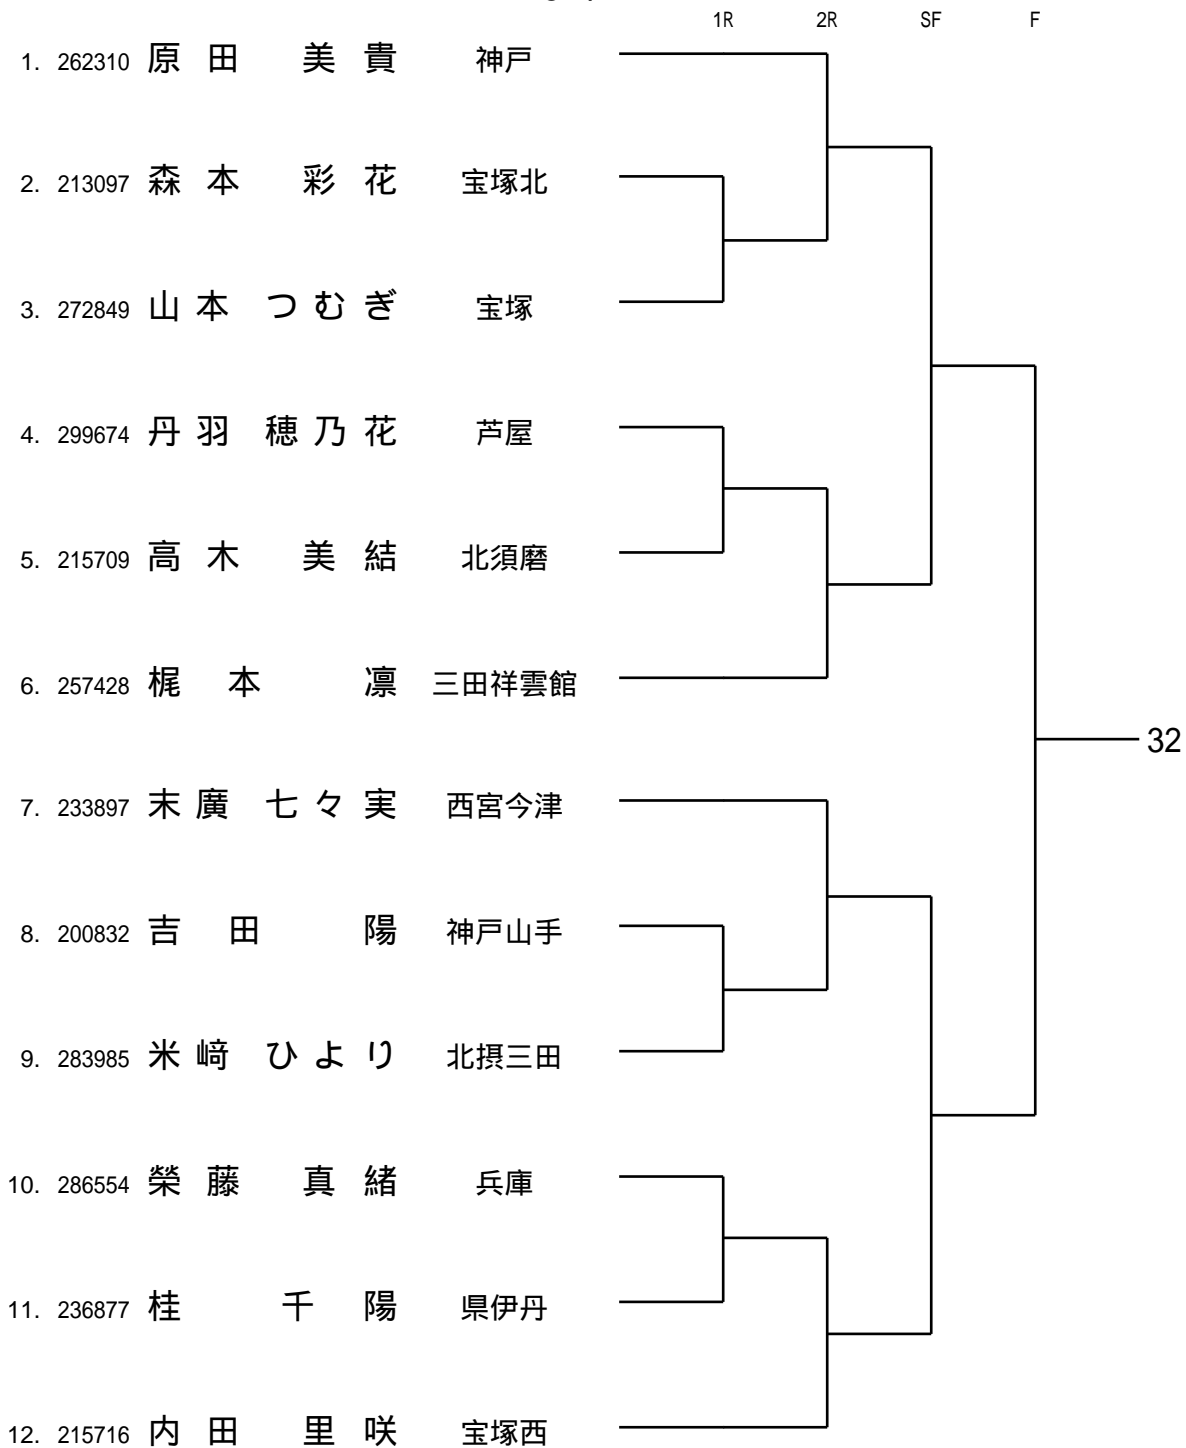 1R 2R SF F
1. 262310 原田 美貴 神戸
2. 213097 森本 彩花 宝塚北
3. 272849 山本 つむぎ 宝塚
4. 299674 丹羽 穂乃花 芦屋
5. 215709 高木 美結 北須磨
6. 257428 梶本 凛 三田祥雲館
32
7. 233897 末廣 七々実 西宮今津
8. 200832 吉田 陽 神戸山手
9. 283985 米﨑 ひより 北摂三田
10. 286554 榮藤 真緒 兵庫
11. 236877 桂 千陽 県伊丹
12. 215716 内田 里咲 宝塚西